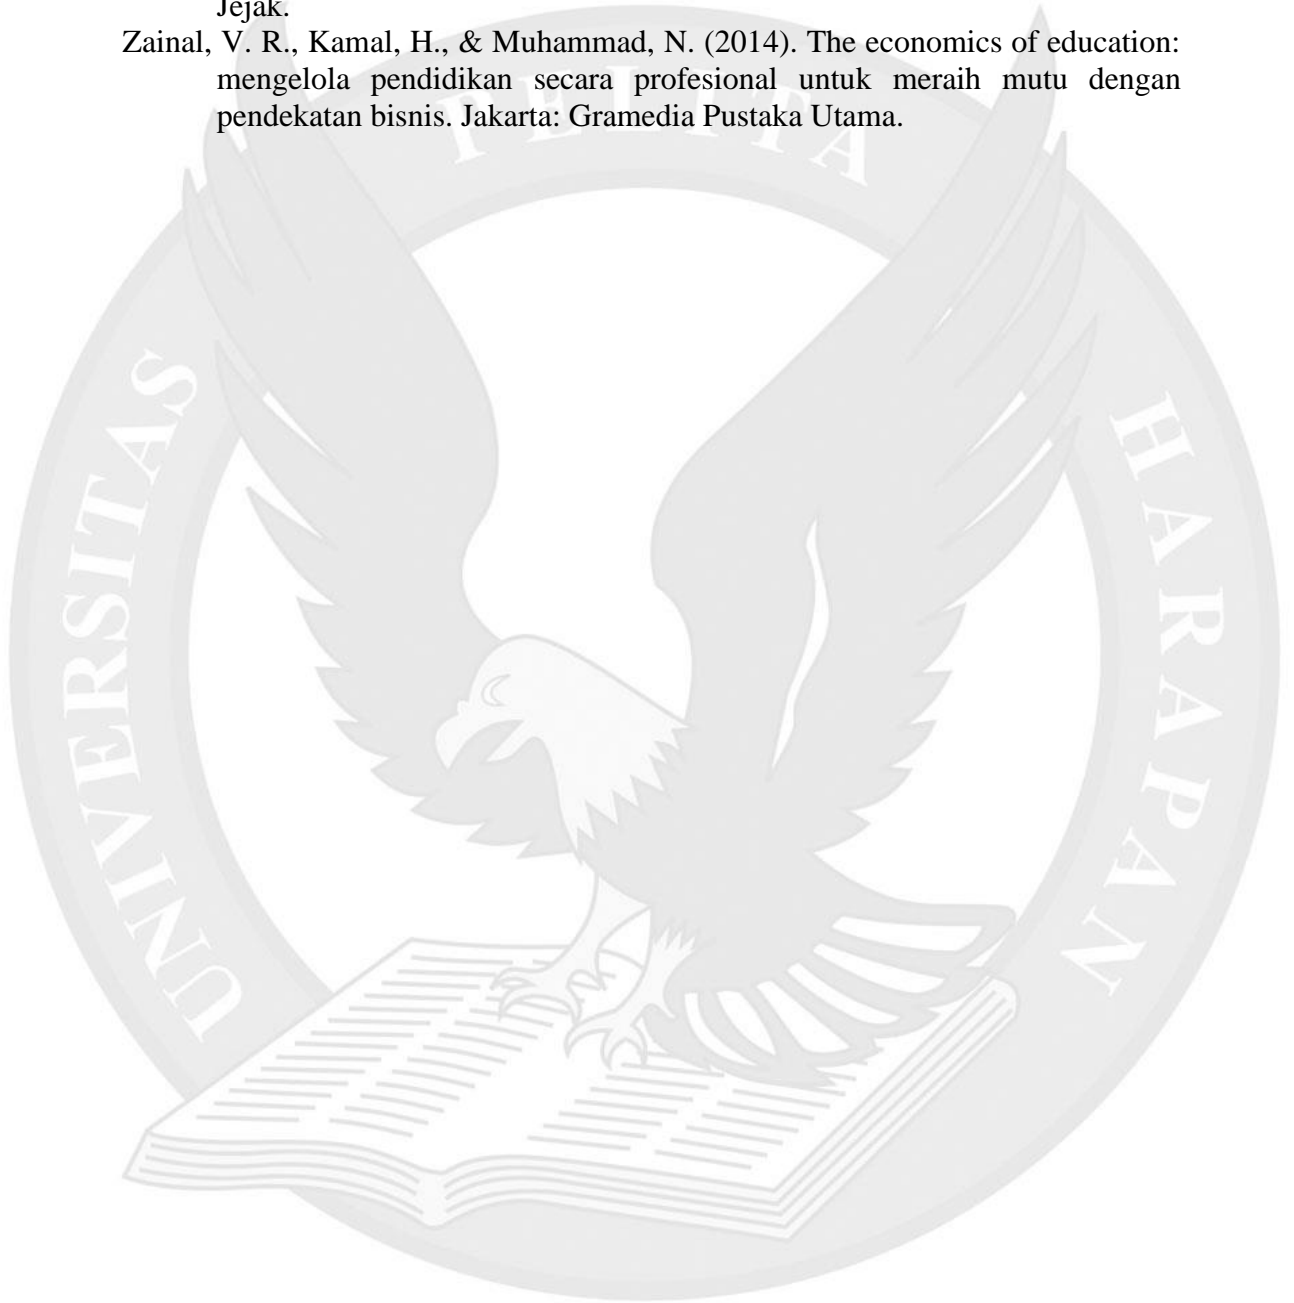 Jejak.
Zainal, V. R., Kamal, H., & Muhammad, N. (2014). The economics of education:
mengelola pendidikan secara profesional untuk meraih mutu dengan
pendekatan bisnis. Jakarta: Gramedia Pustaka Utama.
UNIVERSITAS PELITA HARAPAN